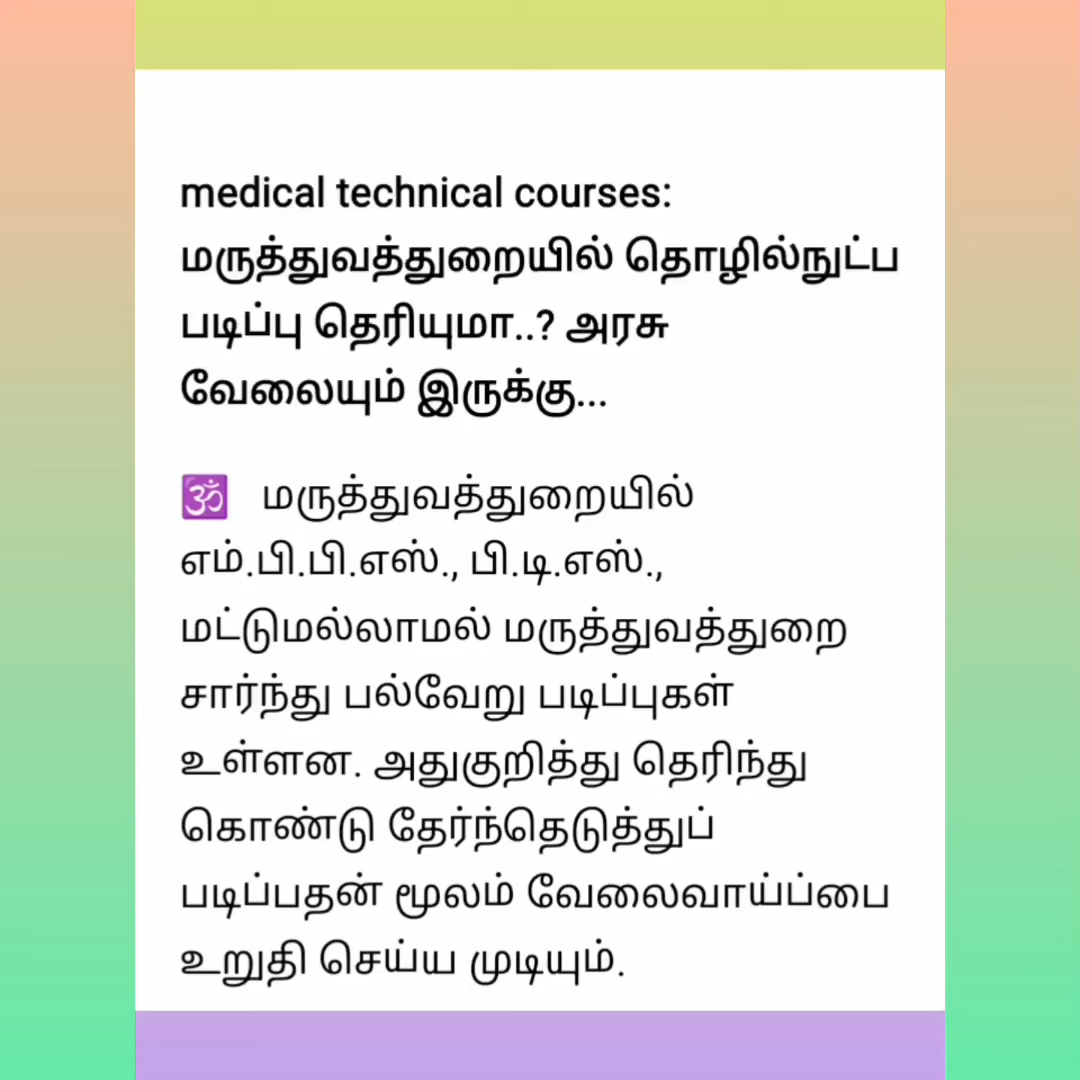 medical technical courses:
மருத்துவத்துறையில் தொழில்நுட்ப
படிப்பு தெரியுமா..? அரசு
வேலையும் இருக்கு...
🕉 மருத்துவத்துறையில்
எம்.பி.பி.எஸ்., பி.டி.எஸ்.,
மட்டுமல்லாமல் மருத்துவத்துறை
சார்ந்து பல்வேறு படிப்புகள்
உள்ளன. அதுகுறித்து தெரிந்து
கொண்டு தேர்ந்தெடுத்துப்
படிப்பதன் மூலம் வேலைவாய்ப்பை
உறுதி செய்ய முடியும்.